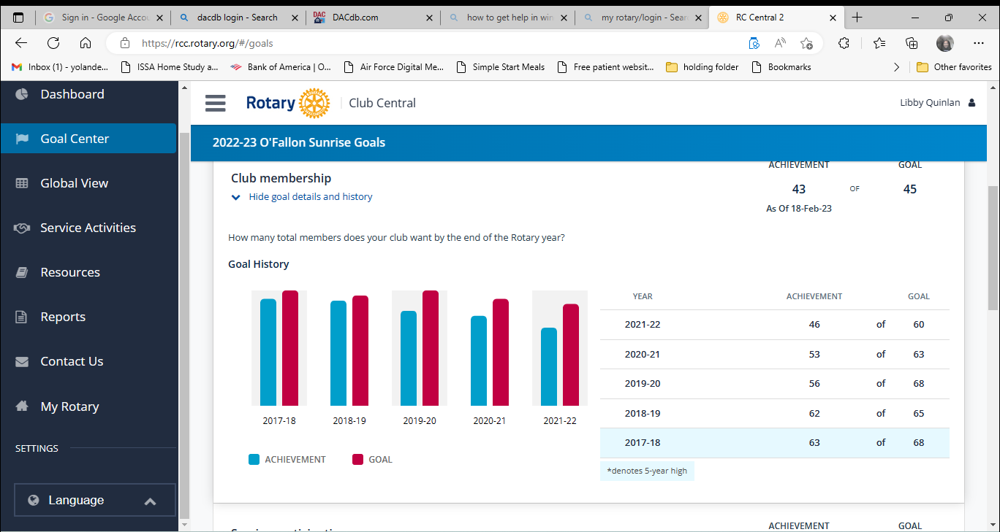 Sign in - Google Accou
dacdb login - Search
DAC
DACdb.com
how to get help in win
my rotary/login - Sear
RC Central 2
https://rcc.rotary.org/#/goals
Inbox (1) - yolande...
ISSA Home Study a...
Bank of America | O...
Air Force Digital Me...
Simple Start Meals
Free patient websit...
holding folder
Bookmarks
Other favorites
Dashboard
Goal Center
Global View
Service Activities
Resources
Reports
Contact Us
My Rotary
SETTINGS
Language
Rotary
Club Central
Libby Quinlan
2022-23 O'Fallon Sunrise Goals
ACHIEVEMENT GOAL
Club membership
43 OF 45
Hide goal details and history
As Of 18-Feb-23
How many total members does your club want by the end of the Rotary year?
Goal History
2017-18 2018-19 2019-20 2020-21 2021-22
ACHIEVEMENT GOAL
YEAR ACHIEVEMENT GOAL
2021-22 46 of 60
2020-21 53 of 63
2019-20 56 of 68
2018-19 62 of 65
2017-18 63 of 68
*denotes 5-year high
ACHIEVEMENT GOAL